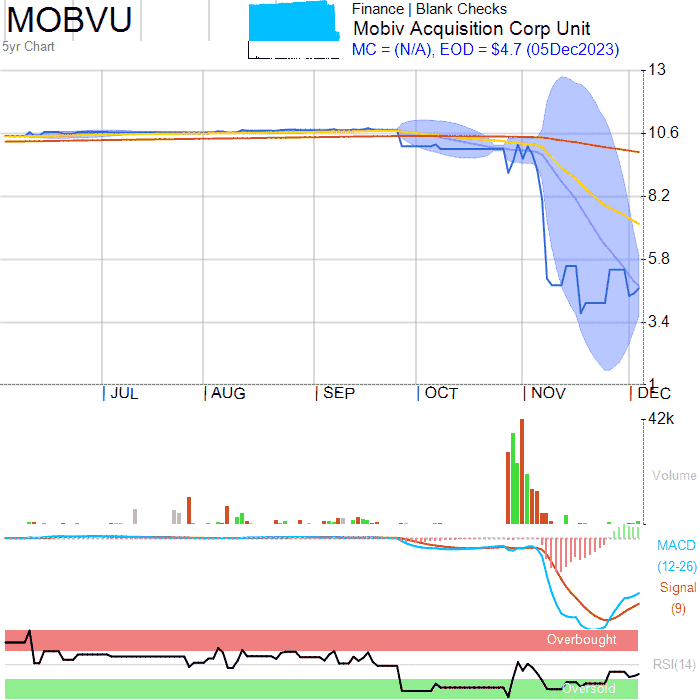 MOBVU
5yr Chart
Finance | Blank Checks
Mobiv Acquisition Corp Unit
MC = (N/A), EOD = $4.7 (05Dec2023)
13
10.6
8.2
5.8
3.4
1
JUL
AUG
SEP
OCT
NOV
DEC
42k
Volume
MACD
(12-26)
Signal
(9)
Overbought
RSI(14)
Oversold